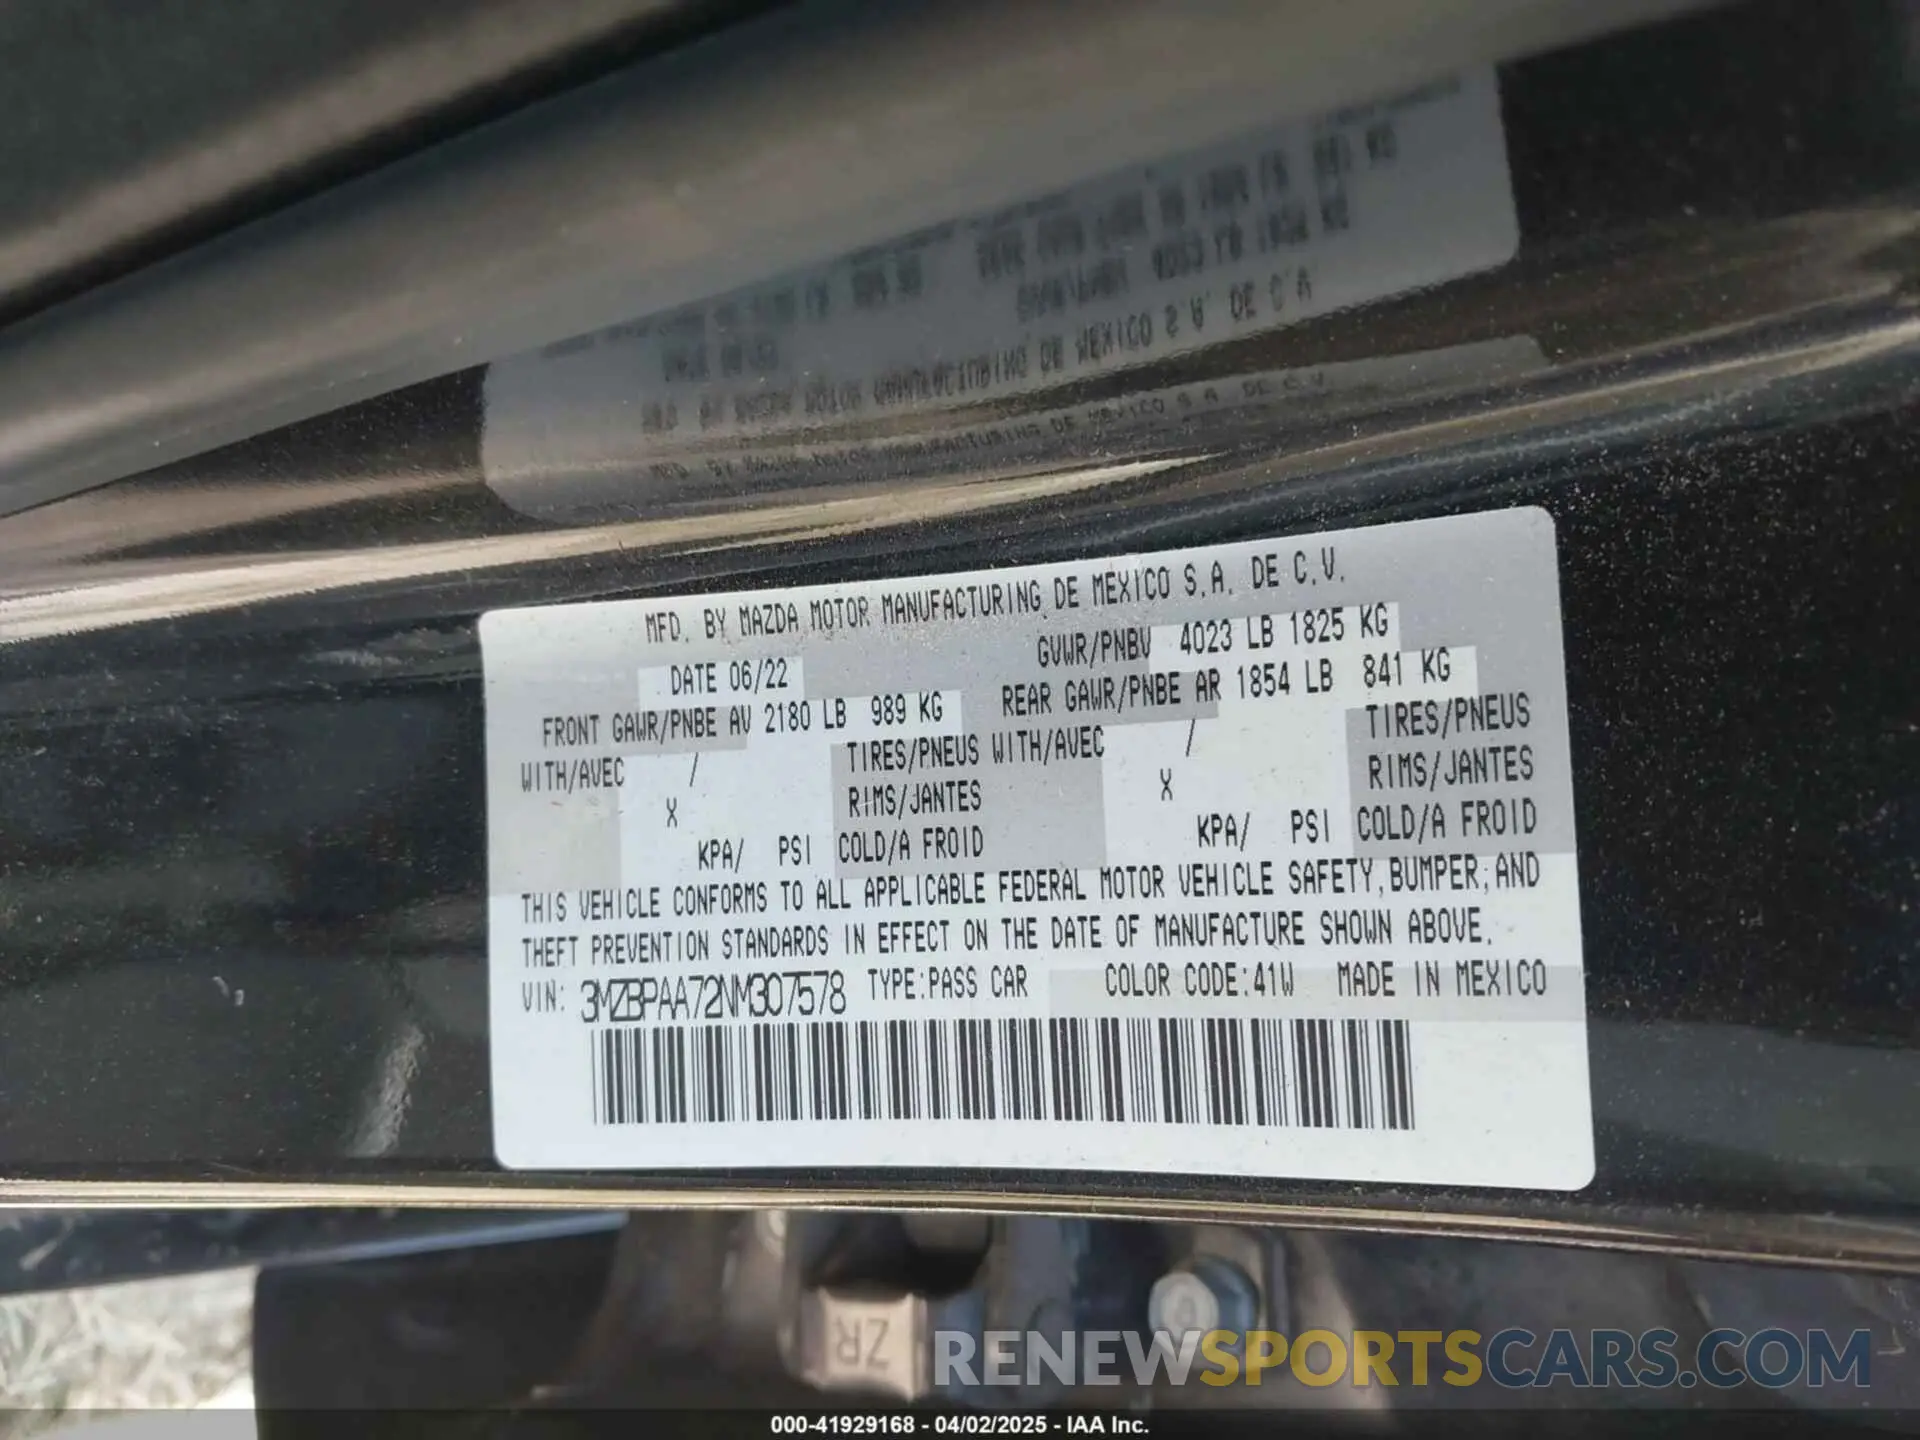 MFD. BY MAZDA MOTOR MANUFACTURING DE MEXICO S.A. DE C.V.
DATE 06/22 GVWR/PNBV 4023 LB 1825 KG
FRONT GAWR/PNBE AV 2180 LB 989 KG REAR GAWR/PNBE AR 1854 LB 841 KG
WITH/AVEC / TIRES/PNEUS WITH/AVEC / TIRES/PNEUS
X RIMS/JANTES X RIMS/JANTES
KPA/ PSI COLD/A FROID KPA/ PSI COLD/A FROID
THIS VEHICLE CONFORMS TO ALL APPLICABLE FEDERAL MOTOR VEHICLE SAFETY, BUMPER, AND
THEFT PREVENTION STANDARDS IN EFFECT ON THE DATE OF MANUFACTURE SHOWN ABOVE.
VIN: 3MZBPAA72NM307578 TYPE:PASS CAR COLOR CODE:41W MADE IN MEXICO
ZR
RENEWSPORTSCARS.COM
000-41929168 - 04/02/2025 - IAA Inc.